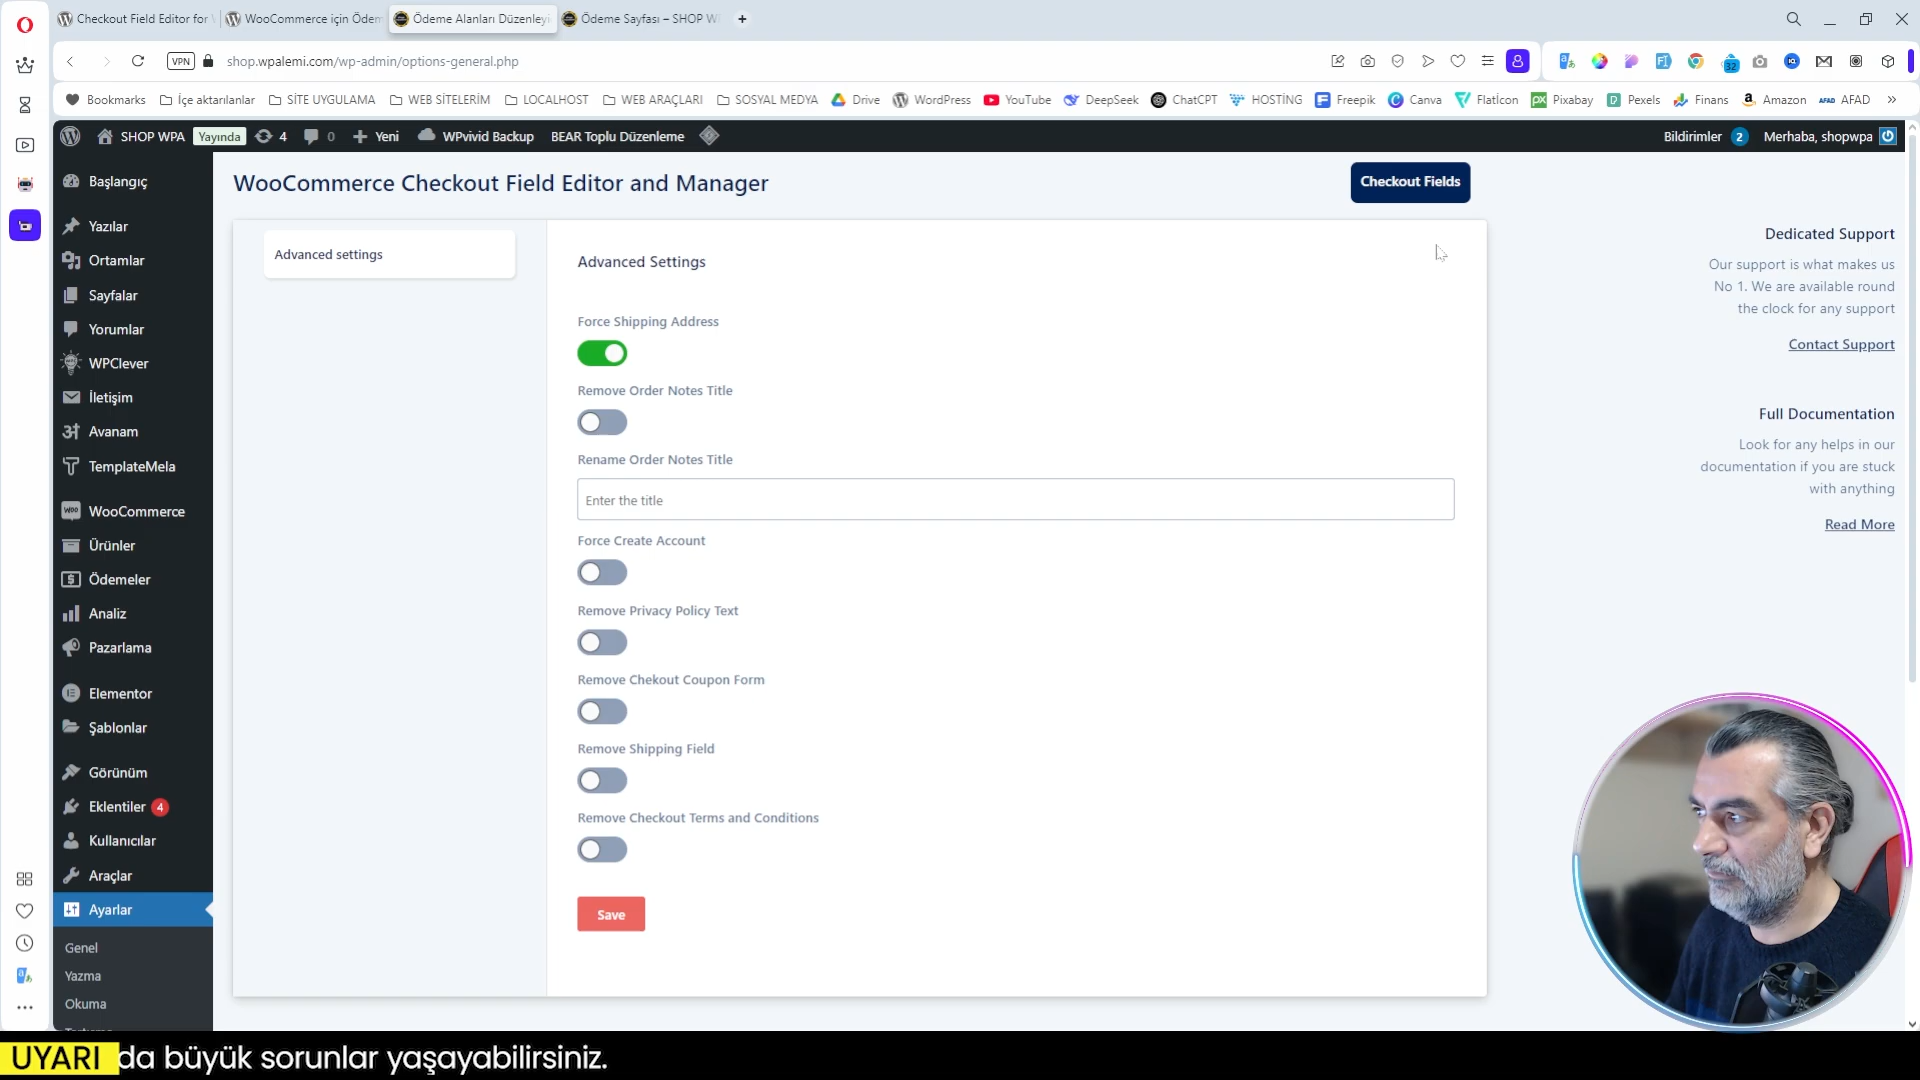 Checkout Field Editor for
WooCommerce için Ödem
Ödeme Alanları Düzenleyi
Ödeme Sayfası – SHOP W
VPN
shop.wpalemi.com/wp-admin/options-general.php
32
Bookmarks
İçe aktarılanlar
SİTE UYGULAMA
WEB SİTELERİM
LOCALHOST
WEB ARAÇLARI
SOSYAL MEDYA
Drive
WordPress
YouTube
DeepSeek
ChatCPT
HOSTİNG
Freepik
Canva
FlatIcon
Pixabay
Pexels
Finans
Amazon
AFAD
SHOP WPA
Yayında
4
0
Yeni
WPvivid Backup
BEAR Toplu Düzenleme
Bildirimler 2
Merhaba, shopwpa
Başlangıç
Yazılar
Ortamlar
Sayfalar
Yorumlar
WPClever
İletişim
Avanam
TemplateMela
WooCommerce
Ürünler
Ödemeler
Analiz
Pazarlama
Elementor
Şablonlar
Görünüm
Eklentiler 4
Kullanıcılar
Araçlar
Ayarlar
Genel
Yazma
Okuma
WooCommerce Checkout Field Editor and Manager
Checkout Fields
Advanced settings
Advanced Settings
Force Shipping Address
Remove Order Notes Title
Rename Order Notes Title
Enter the title
Force Create Account
Remove Privacy Policy Text
Remove Chekout Coupon Form
Remove Shipping Field
Remove Checkout Terms and Conditions
Save
Dedicated Support
Our support is what makes us
No 1. We are available round
the clock for any support
Contact Support
Full Documentation
Look for any helps in our
documentation if you are stuck
with anything
Read More
UYARI da büyük sorunlar yaşayabilirsiniz.